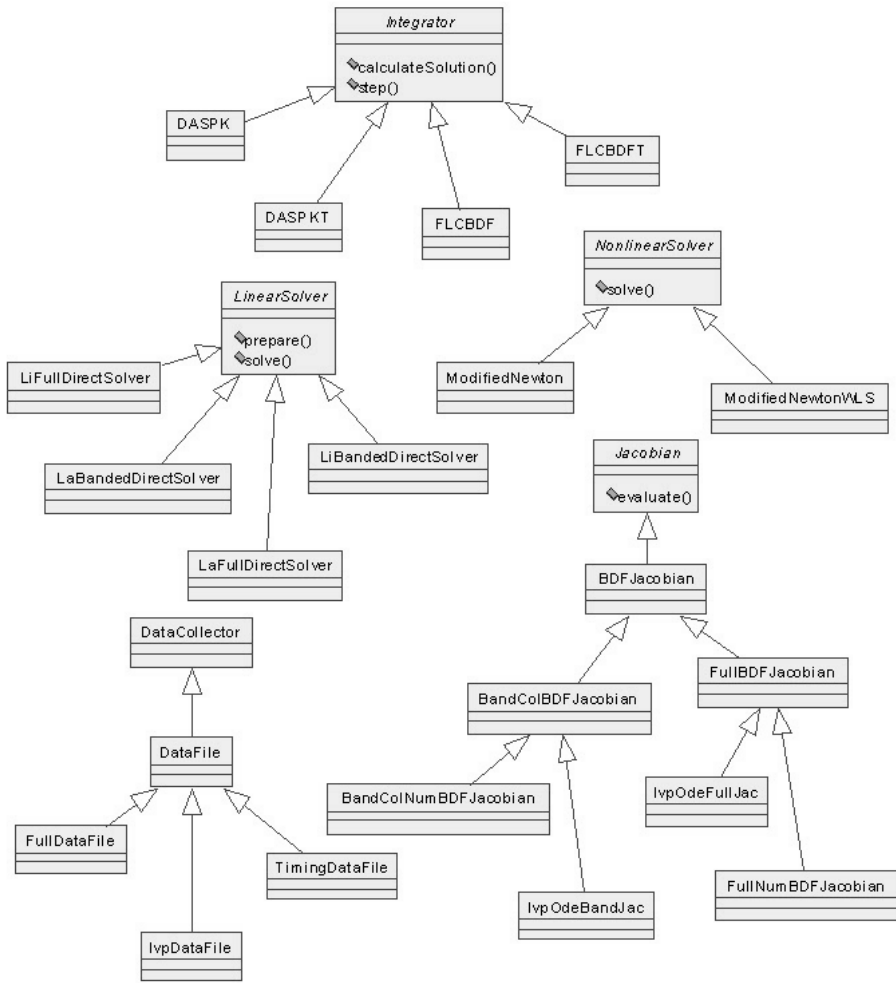 Integrator
calculateSolution()
step()
DASPK
FLCBDFT
DASPKT
FLCBDF
NonlinearSolver
solve()
LinearSolver
prepare()
solve()
LiFullDirectSolver
ModifiedNewton
ModifiedNewtonWLS
LaBandedDirectSolver
LiBandedDirectSolver
Jacobian
evaluate()
LaFullDirectSolver
BDFJacobian
DataCollector
BandColBDFJacobian
FullBDFJacobian
DataFile
BandColNumBDFJacobian
IvpOdeFullJac
FullDataFile
TimingDataFile
IvpOdeBandJac
FullNumBDFJacobian
IvpDataFile